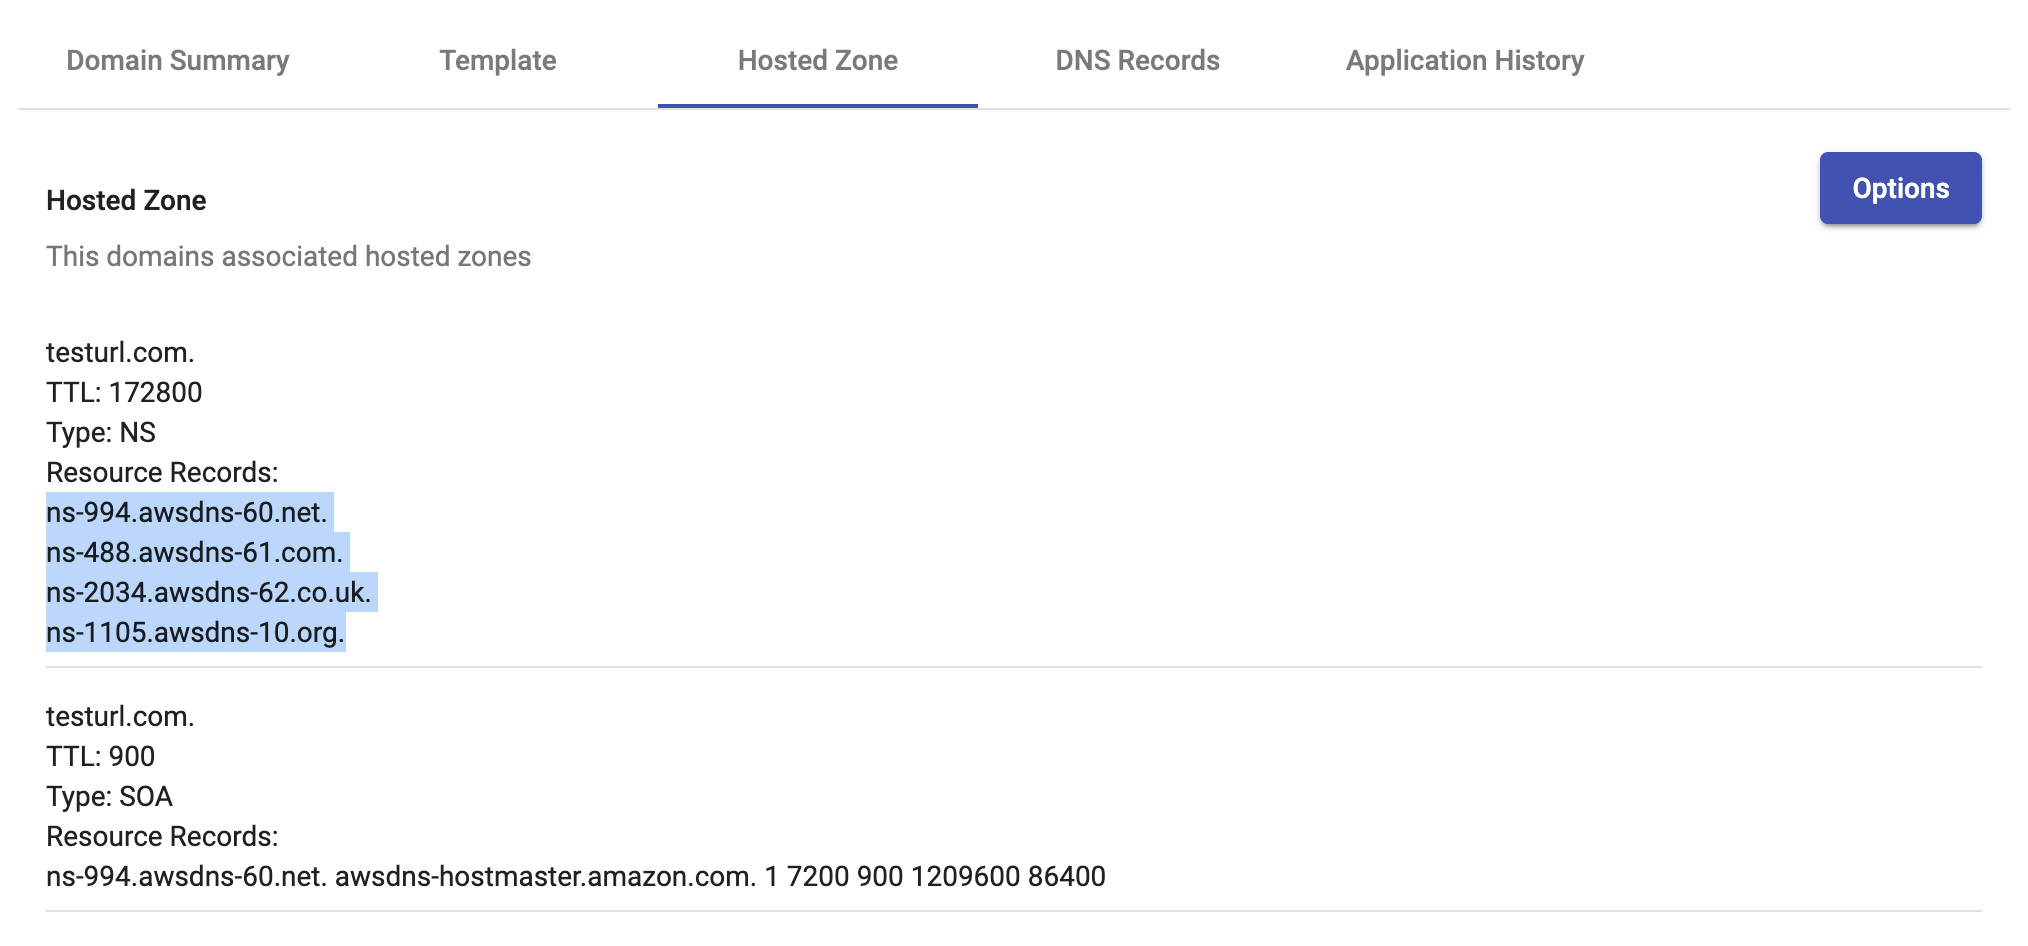 Domain Summary Template Hosted Zone DNS Records Application History
Options
Hosted Zone
This domains associated hosted zones
testurl.com.
TTL: 172800
Type: NS
Resource Records:
ns-994.awsdns-60.net.
ns-488.awsdns-61.com.
ns-2034.awsdns-62.co.uk.
ns-1105.awsdns-10.org.
testurl.com.
TTL: 900
Type: SOA
Resource Records:
ns-994.awsdns-60.net. awsdns-hostmaster.amazon.com. 1 7200 900 1209600 86400